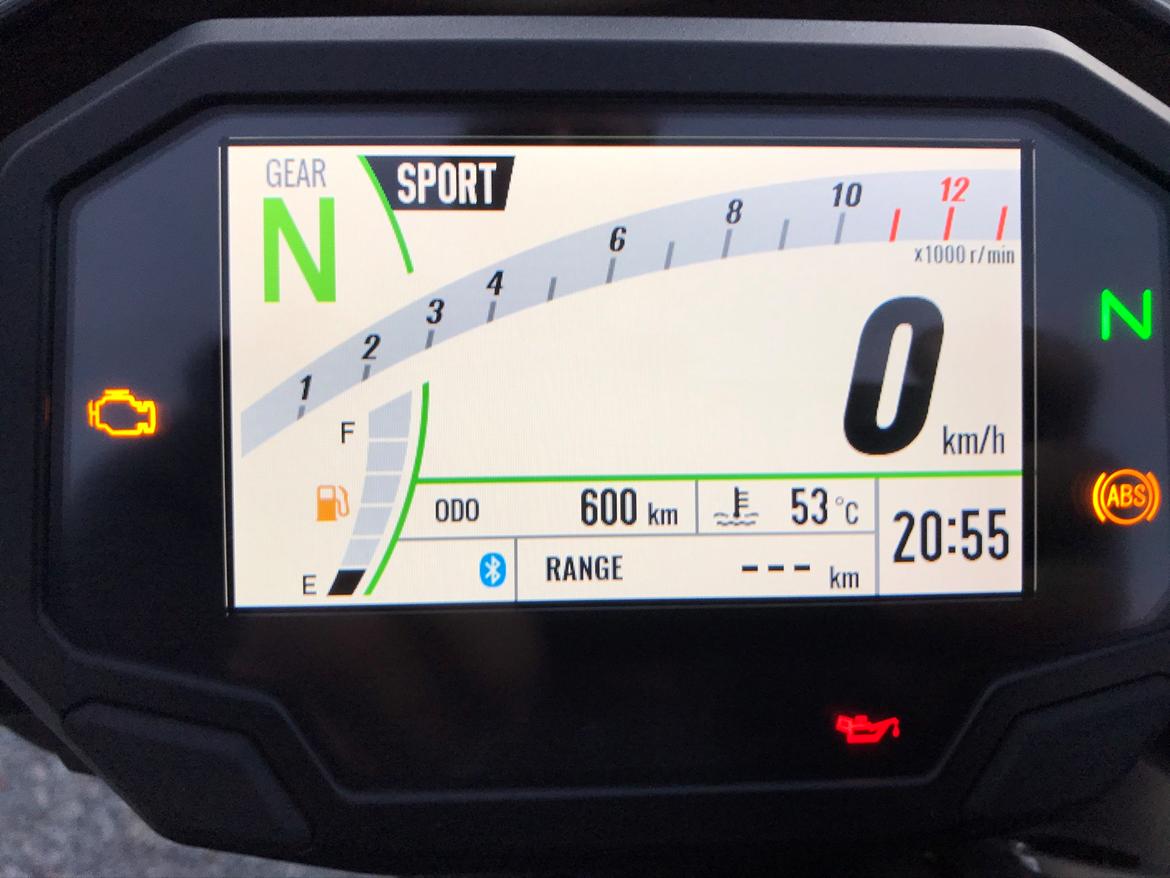 GEAR
N
SPORT
1
2
3
4
6
8
10
12
x1000 r/min
N
0 km/h
F
E
ODO 600 km
53 °C
20:55
ABS
RANGE --- km